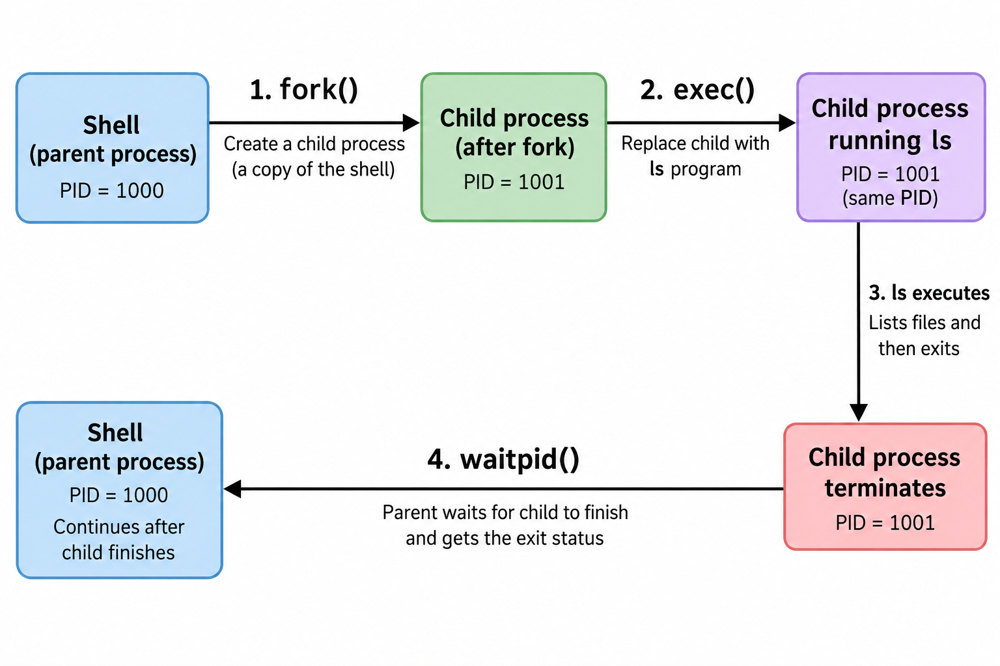 Shell
(parent process)
PID = 1000
1. fork()
Create a child process
(a copy of the shell)
Child process
(after fork)
PID = 1001
2. exec()
Replace child with
ls program
Child process
running ls
PID = 1001
(same PID)
3. ls executes
Lists files and
then exits
Child process
terminates
PID = 1001
4. waitpid()
Parent waits for child to finish
and gets the exit status
Shell
(parent process)
PID = 1000
Continues after
child finishes